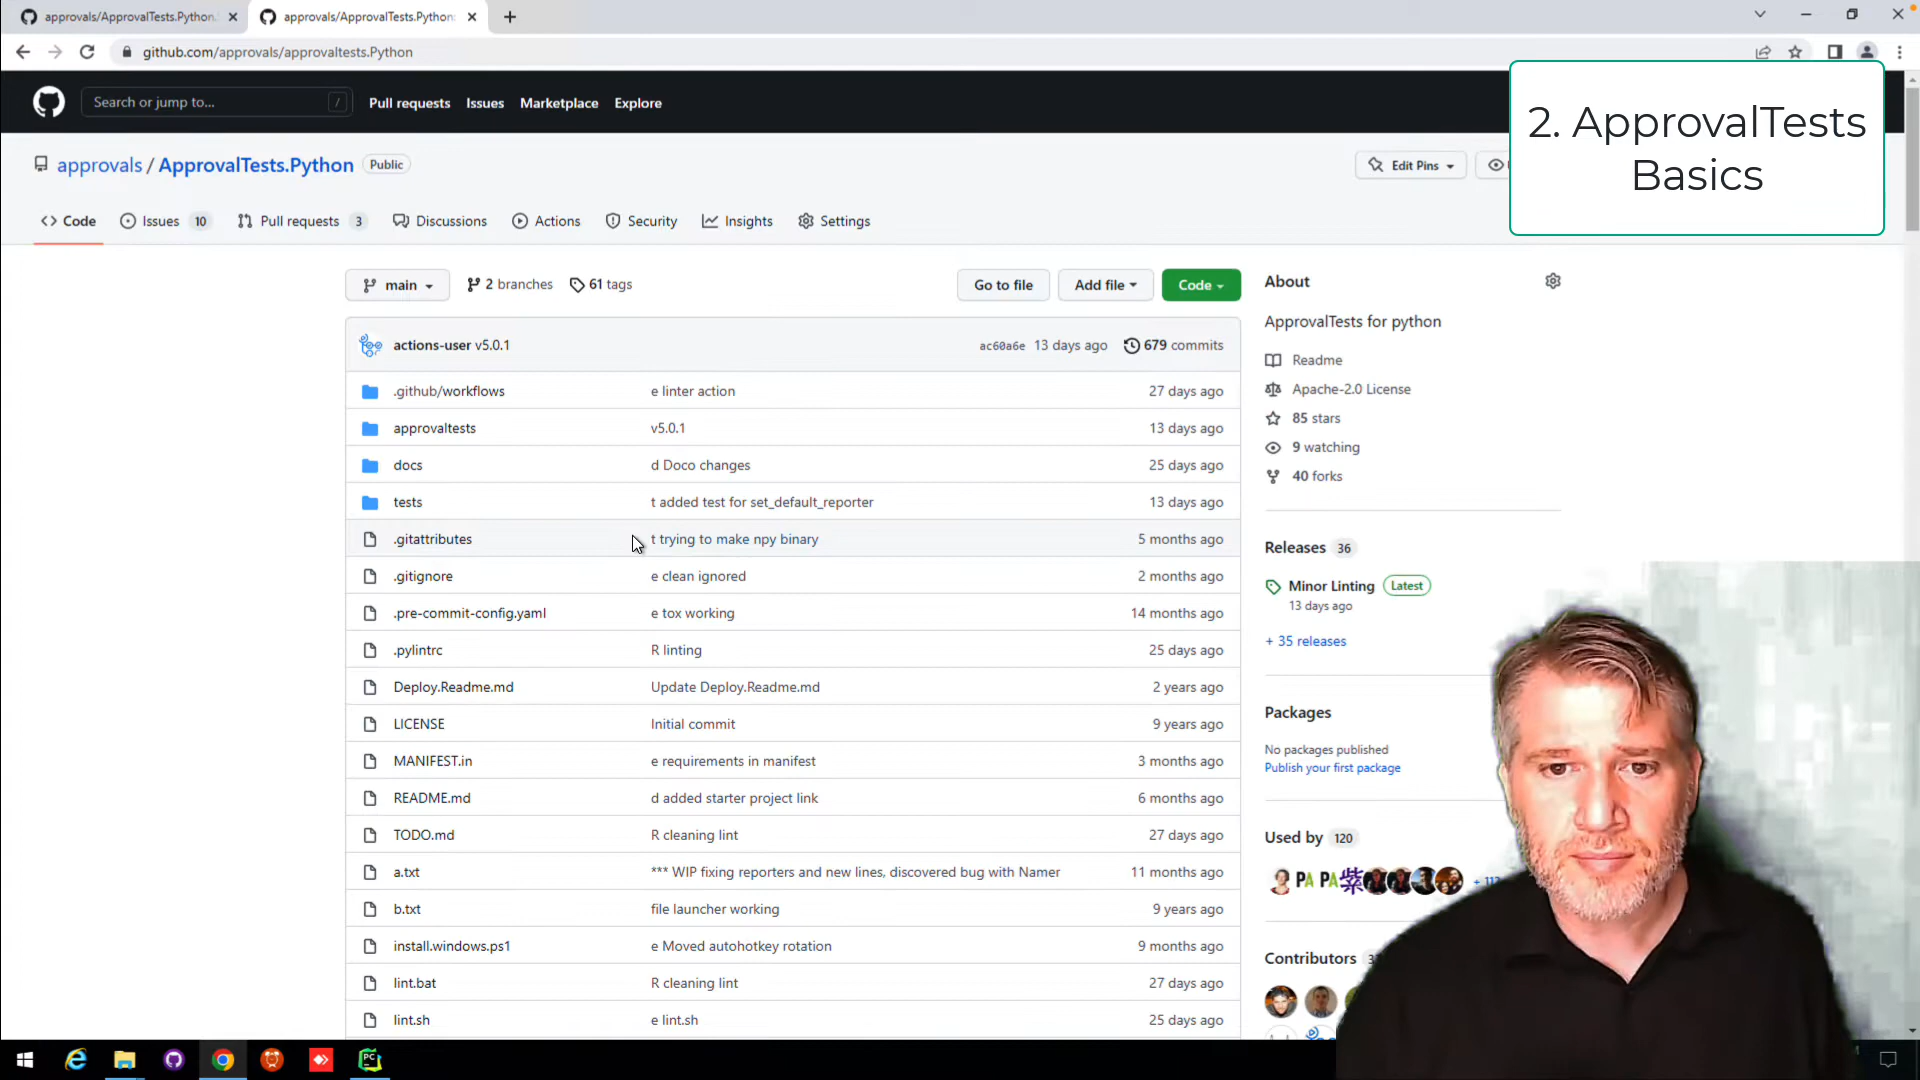 approvals/ApprovalTests.Python.
approvals/ApprovalTests.Python:
github.com/approvals/approvaltests.Python
2. ApprovalTests
Basics
Search or jump to...
/
Pull requests
Issues
Marketplace
Explore
approvals / ApprovalTests.Python
Public
Edit Pins
Code
Issues 10
Pull requests 3
Discussions
Actions
Security
Insights
Settings
main
2 branches
61 tags
Go to file
Add file
Code
actions-user v5.0.1
ac60a6e 13 days ago
679 commits
.github/workflows e linter action 27 days ago
approvaltests v5.0.1 13 days ago
docs d Doco changes 25 days ago
tests t added test for set_default_reporter 13 days ago
.gitattributes t trying to make npy binary 5 months ago
.gitignore e clean ignored 2 months ago
.pre-commit-config.yaml e tox working 14 months ago
.pylintrc R linting 25 days ago
Deploy.Readme.md Update Deploy.Readme.md 2 years ago
LICENSE Initial commit 9 years ago
MANIFEST.in e requirements in manifest 3 months ago
README.md d added starter project link 6 months ago
TODO.md R cleaning lint 27 days ago
a.txt *** WIP fixing reporters and new lines, discovered bug with Namer 11 months ago
b.txt file launcher working 9 years ago
install.windows.ps1 e Moved autohotkey rotation 9 months ago
lint.bat R cleaning lint 27 days ago
lint.sh e lint.sh 25 days ago
About
ApprovalTests for python
Readme
Apache-2.0 License
85 stars
9 watching
40 forks
Releases 36
Minor Linting Latest
13 days ago
+ 35 releases
Packages
No packages published
Publish your first package
Used by 120
PA PA 紫
+ 112
Contributors
PC